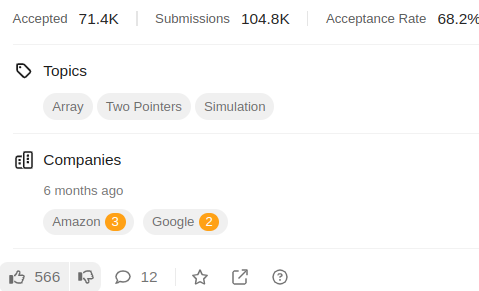 Accepted 71.4K Submissions 104.8K Acceptance Rate 68.2%
Topics
Array Two Pointers Simulation
Companies
6 months ago
Amazon 3 Google 2
566 12